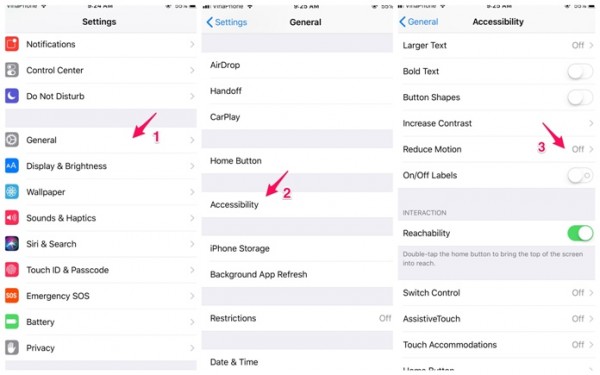 VinaPhone 9:24 AM 55%
Settings
Notifications
Control Center
Do Not Disturb
General
1
Display & Brightness
AA
Wallpaper
Sounds & Haptics
Siri & Search
Touch ID & Passcode
SOS
Emergency SOS
Battery
Privacy
VinaPhone 9:25 AM 55%
Settings
General
AirDrop
Handoff
CarPlay
Home Button
Accessibility
2
iPhone Storage
Background App Refresh
Restrictions Off
Date & Time
VinaPhone 9:25 AM 55%
General
Accessibility
Larger Text Off
Bold Text
Button Shapes
Increase Contrast
Reduce Motion Off
3
On/Off Labels
INTERACTION
Reachability
Double-tap the home button to bring the top of the screen
into reach.
Switch Control Off
AssistiveTouch Off
Touch Accommodations Off
Home Button